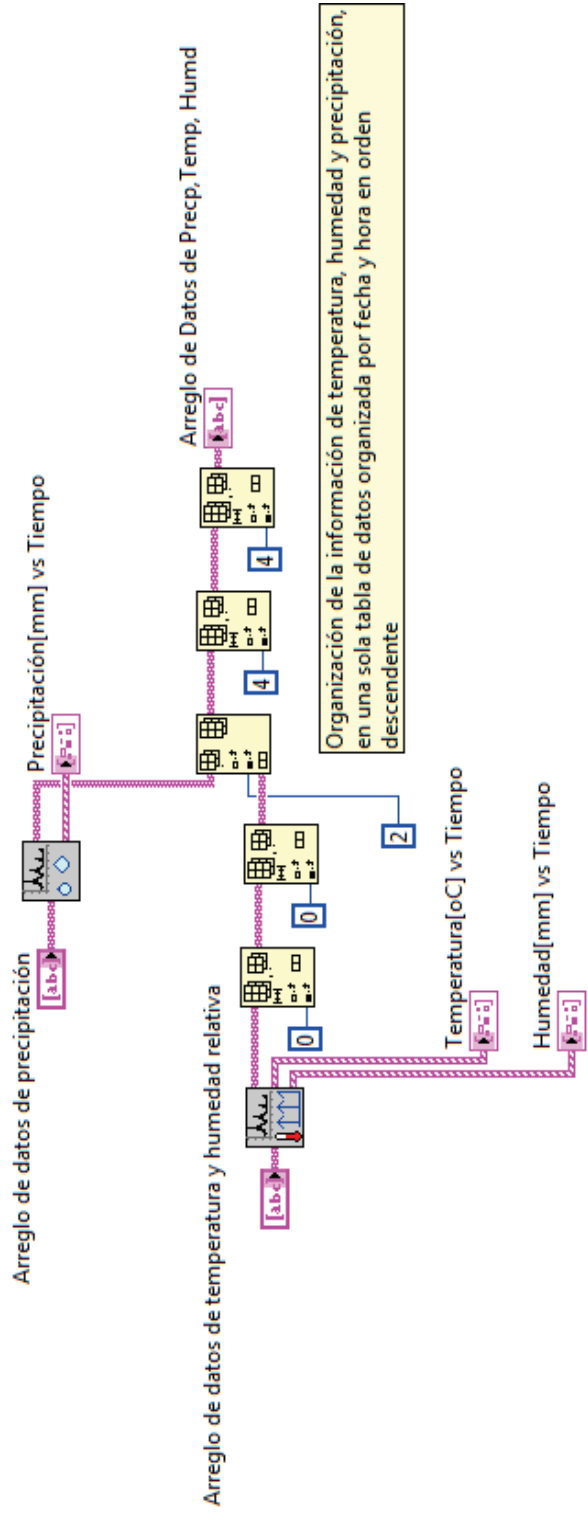 Arreglo de datos de precipitación
[abc]
Precipitación[mm] vs Tiempo
Arreglo de datos de temperatura y humedad relativa
[abc]
0
0
2
4
4
Arreglo de Datos de Precp,Temp, Humd
[abc]
Temperatura[oC] vs Tiempo
Humedad[mm] vs Tiempo
Organización de la información de temperatura, humedad y precipitación,
en una sola tabla de datos organizada por fecha y hora en orden
descendente